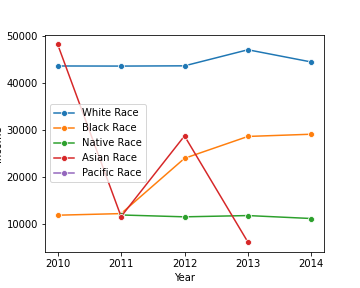 50000
40000
30000
20000
10000
White Race
Black Race
Native Race
Asian Race
Pacific Race
2010 2011 2012 2013 2014
Year